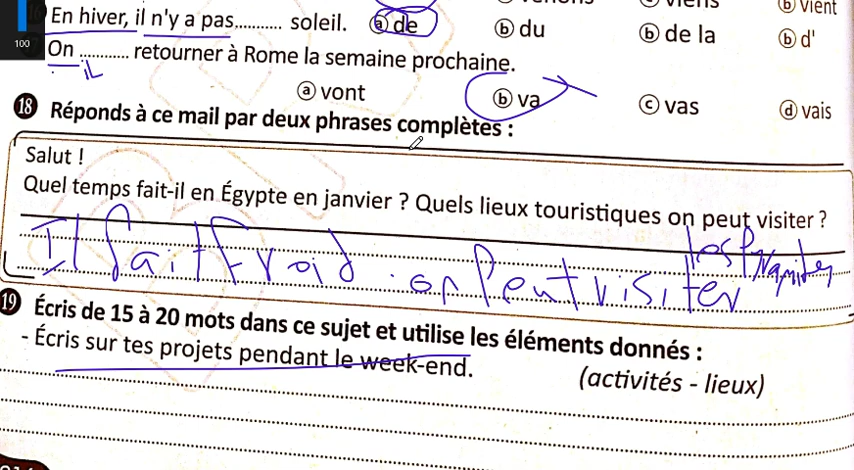 En hiver, il n'y a pas........... soleil. ⓐ de ⓑ du ⓑ de la ⓑ d'
ⓑ vient
100
On ........... retourner à Rome la semaine prochaine.
il
ⓐ vont ⓑ va ⓒ vas ⓓ vais
18 Réponds à ce mail par deux phrases complètes :
Salut !
Quel temps fait-il en Égypte en janvier ? Quels lieux touristiques on peut visiter ?
Il fait froid . on Peut visiter les
19 Écris de 15 à 20 mots dans ce sujet et utilise les éléments donnés :
- Écris sur tes projets pendant le week-end. (activités - lieux)